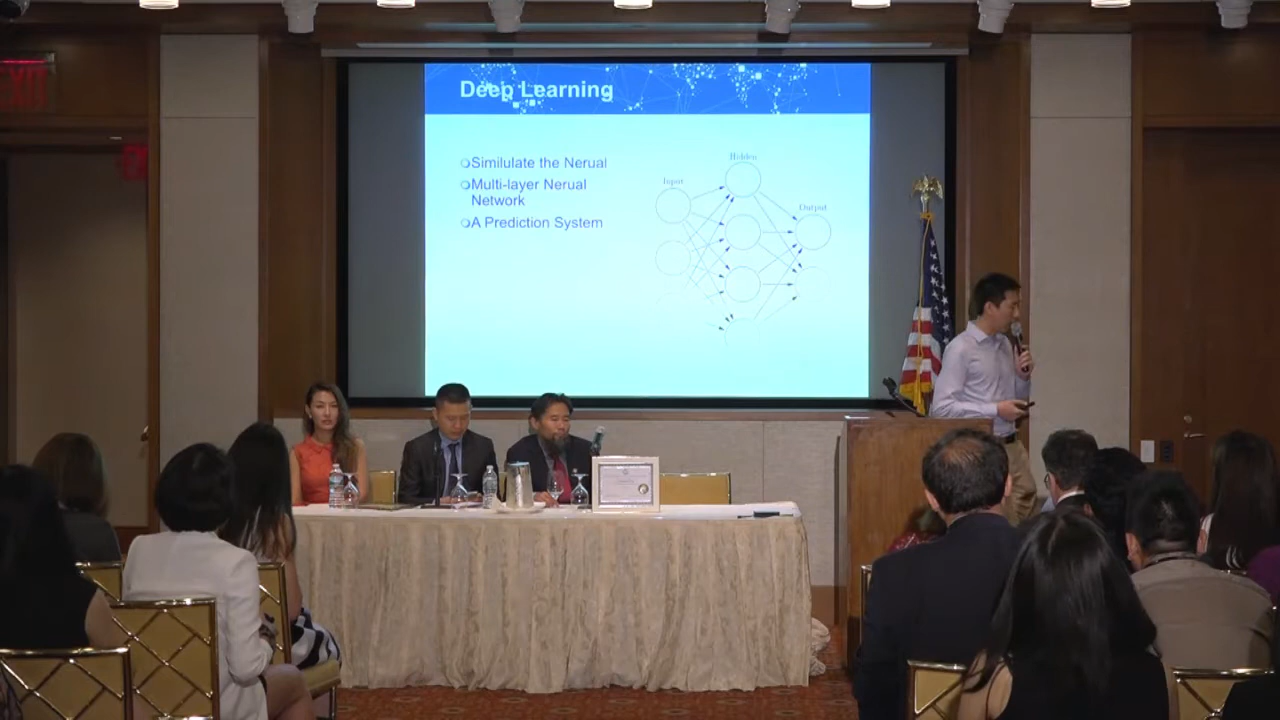 EXIT
Deep Learning
Similulate the Nerual
Multi-layer Nerual
Network
A Prediction System
Hidden
Input
Output